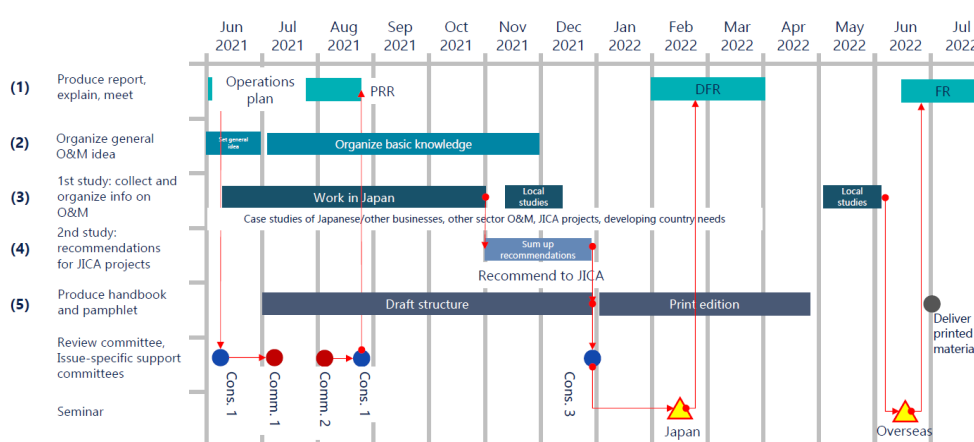 Jun Jul Aug Sep Oct Nov Dec Jan Feb Mar Apr May Jun Jul
2021 2021 2021 2021 2021 2021 2021 2022 2022 2022 2022 2022 2022 2022
(1) Produce report,
explain, meet
Operations
plan
PRR
DFR
FR
(2) Organize general
O&M idea
Set general
idea
Organize basic knowledge
(3) 1st study: collect and
organize info on
O&M
Work in Japan
Local
studies
Local
studies
Case studies of Japanese/other businesses, other sector O&M, JICA projects, developing country needs
(4) 2nd study:
recommendations
for JICA projects
Sum up
recommendations
Recommend to JICA
(5) Produce handbook
and pamphlet
Draft structure
Print edition
Deliver
printed
materia
Review committee,
Issue-specific support
committees
Cons. 1
Comm. 1
Comm. 2
Cons. 1
Cons. 3
Seminar
Japan
Overseas